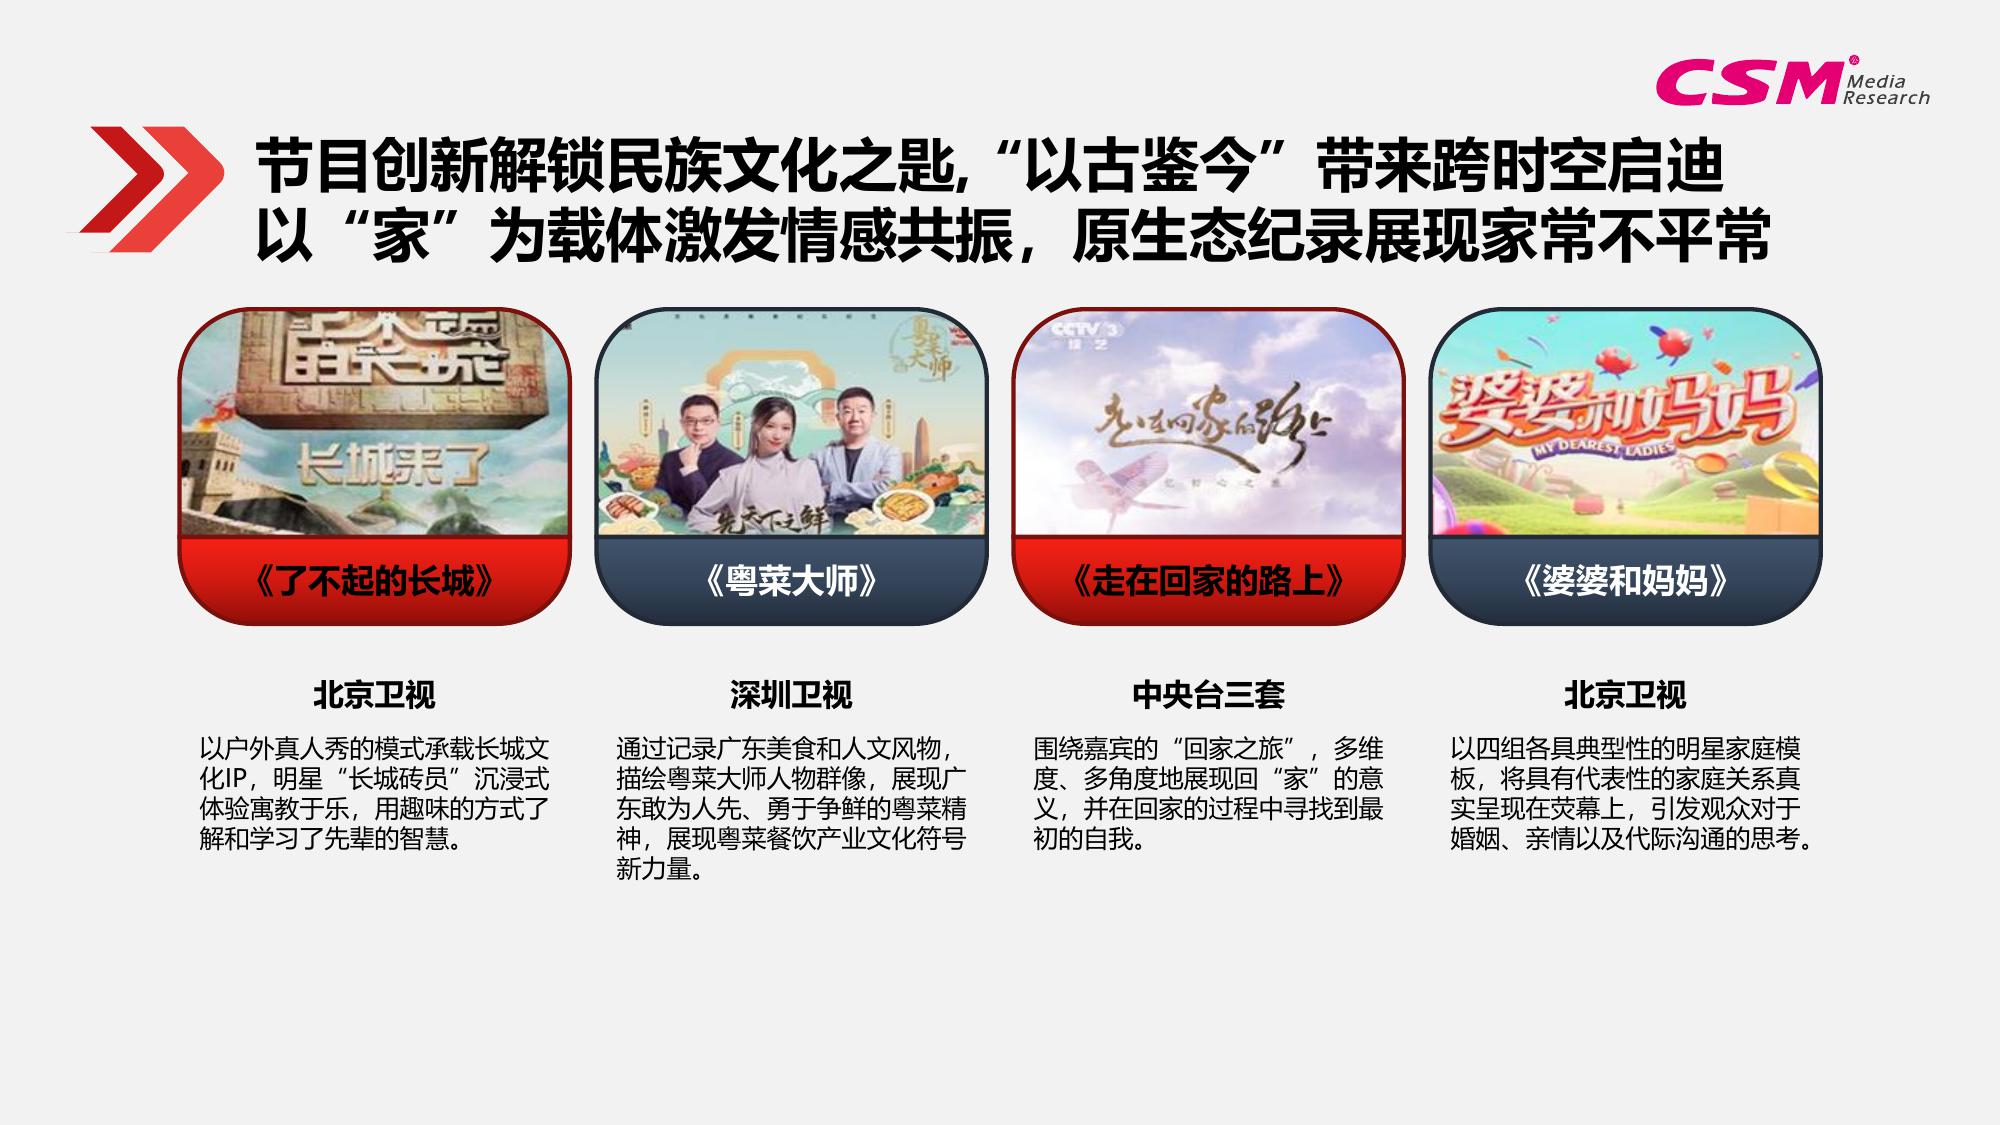 CSM Media
Research
节目创新解锁民族文化之匙,“以古鉴今”带来跨时空启迪
以“家”为载体激发情感共振，原生态纪录展现家常不平常
的长城
长城来了
粤菜
大师
先天下之鲜
CCTV 3
综艺
走在回家的路上
婆婆和妈妈
MY DEAREST LADIES
《了不起的长城》
《粤菜大师》
《走在回家的路上》
《婆婆和妈妈》
北京卫视
以户外真人秀的模式承载长城文
化IP，明星“长城砖员”沉浸式
体验寓教于乐，用趣味的方式了
解和学习了先辈的智慧。
深圳卫视
通过记录广东美食和人文风物，
描绘粤菜大师人物群像，展现广
东敢为人先、勇于争鲜的粤菜精
神，展现粤菜餐饮产业文化符号
新力量。
中央台三套
围绕嘉宾的“回家之旅”，多维
度、多角度地展现回“家”的意
义，并在回家的过程中寻找到最
初的自我。
北京卫视
以四组各具典型性的明星家庭模
板，将具有代表性的家庭关系真
实呈现在荧幕上，引发观众对于
婚姻、亲情以及代际沟通的思考。